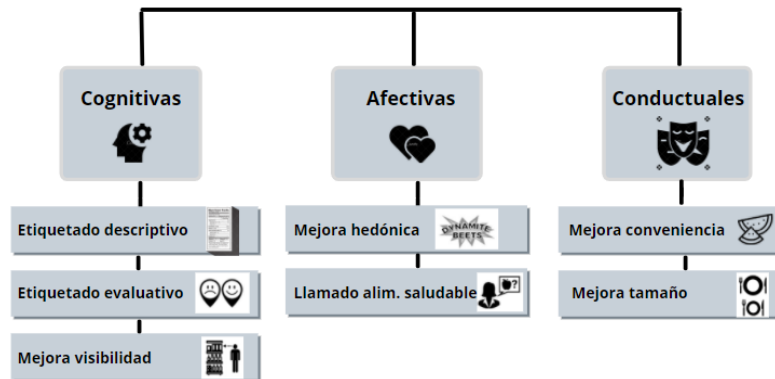 Cognitivas
Afectivas
Conductuales
Etiquetado descriptivo
Mejora hedónica
DYNAMITE
BEETS
Mejora conveniencia
Etiquetado evaluativo
Llamado alim. saludable
?
Mejora tamaño
Mejora visibilidad